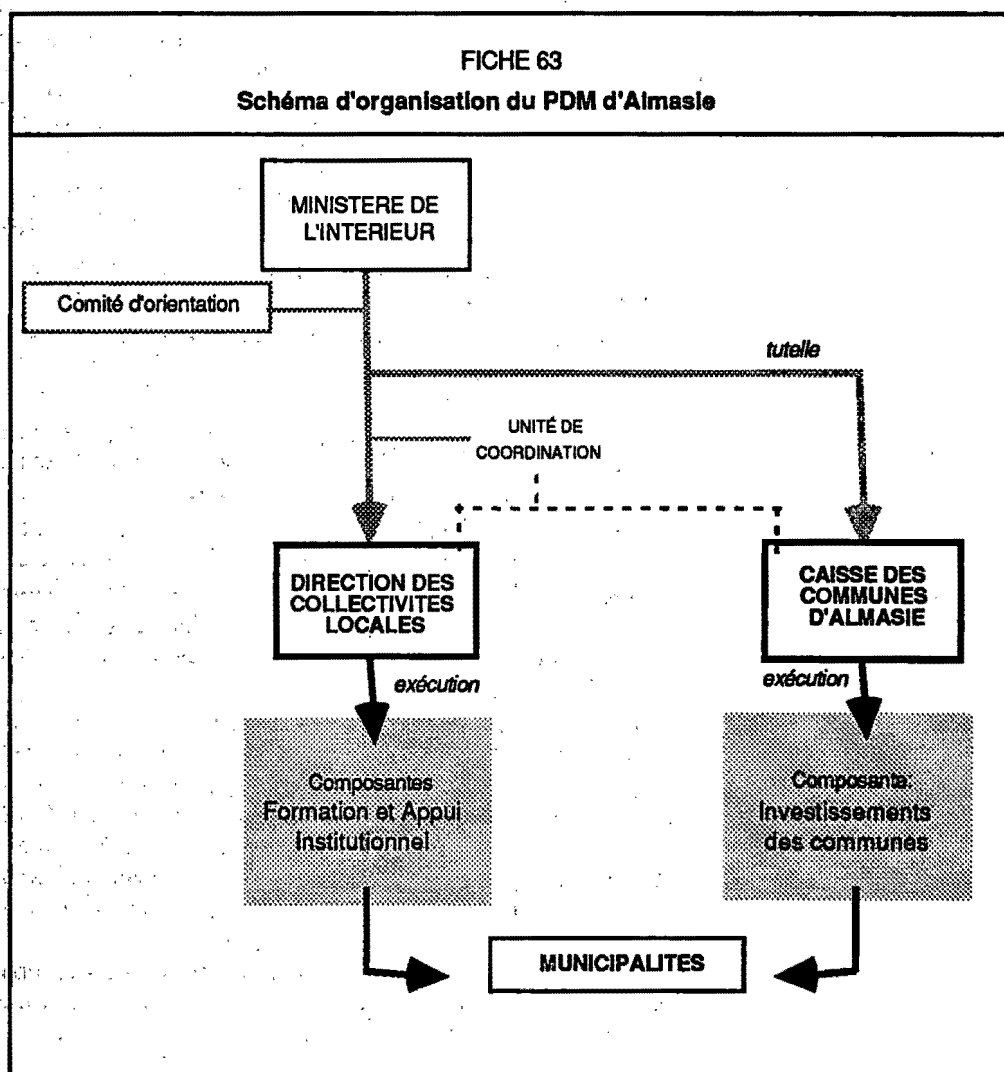 FICHE 63
Schéma d'organisation du PDM d'Almasie
MINISTERE DE
L'INTERIEUR
Comité d'orientation
tutelle
UNITÉ DE
COORDINATION
DIRECTION DES
COLLECTIVITES
LOCALES
CAISSE DES
COMMUNES
D'ALMASIE
exécution
exécution
Composantes
Formation et Appui
Institutionnel
Composante:
Investissements
des communes
MUNICIPALITES